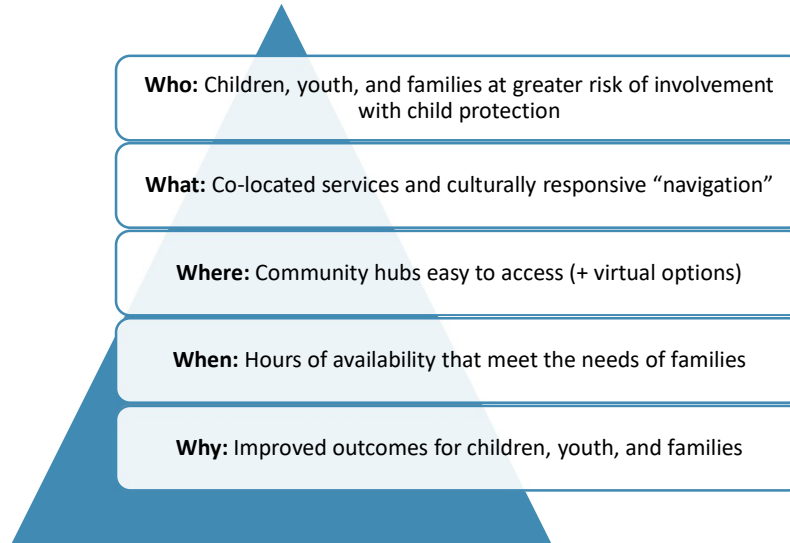 Who: Children, youth, and families at greater risk of involvement
with child protection
What: Co-located services and culturally responsive “navigation”
Where: Community hubs easy to access (+ virtual options)
When: Hours of availability that meet the needs of families
Why: Improved outcomes for children, youth, and families